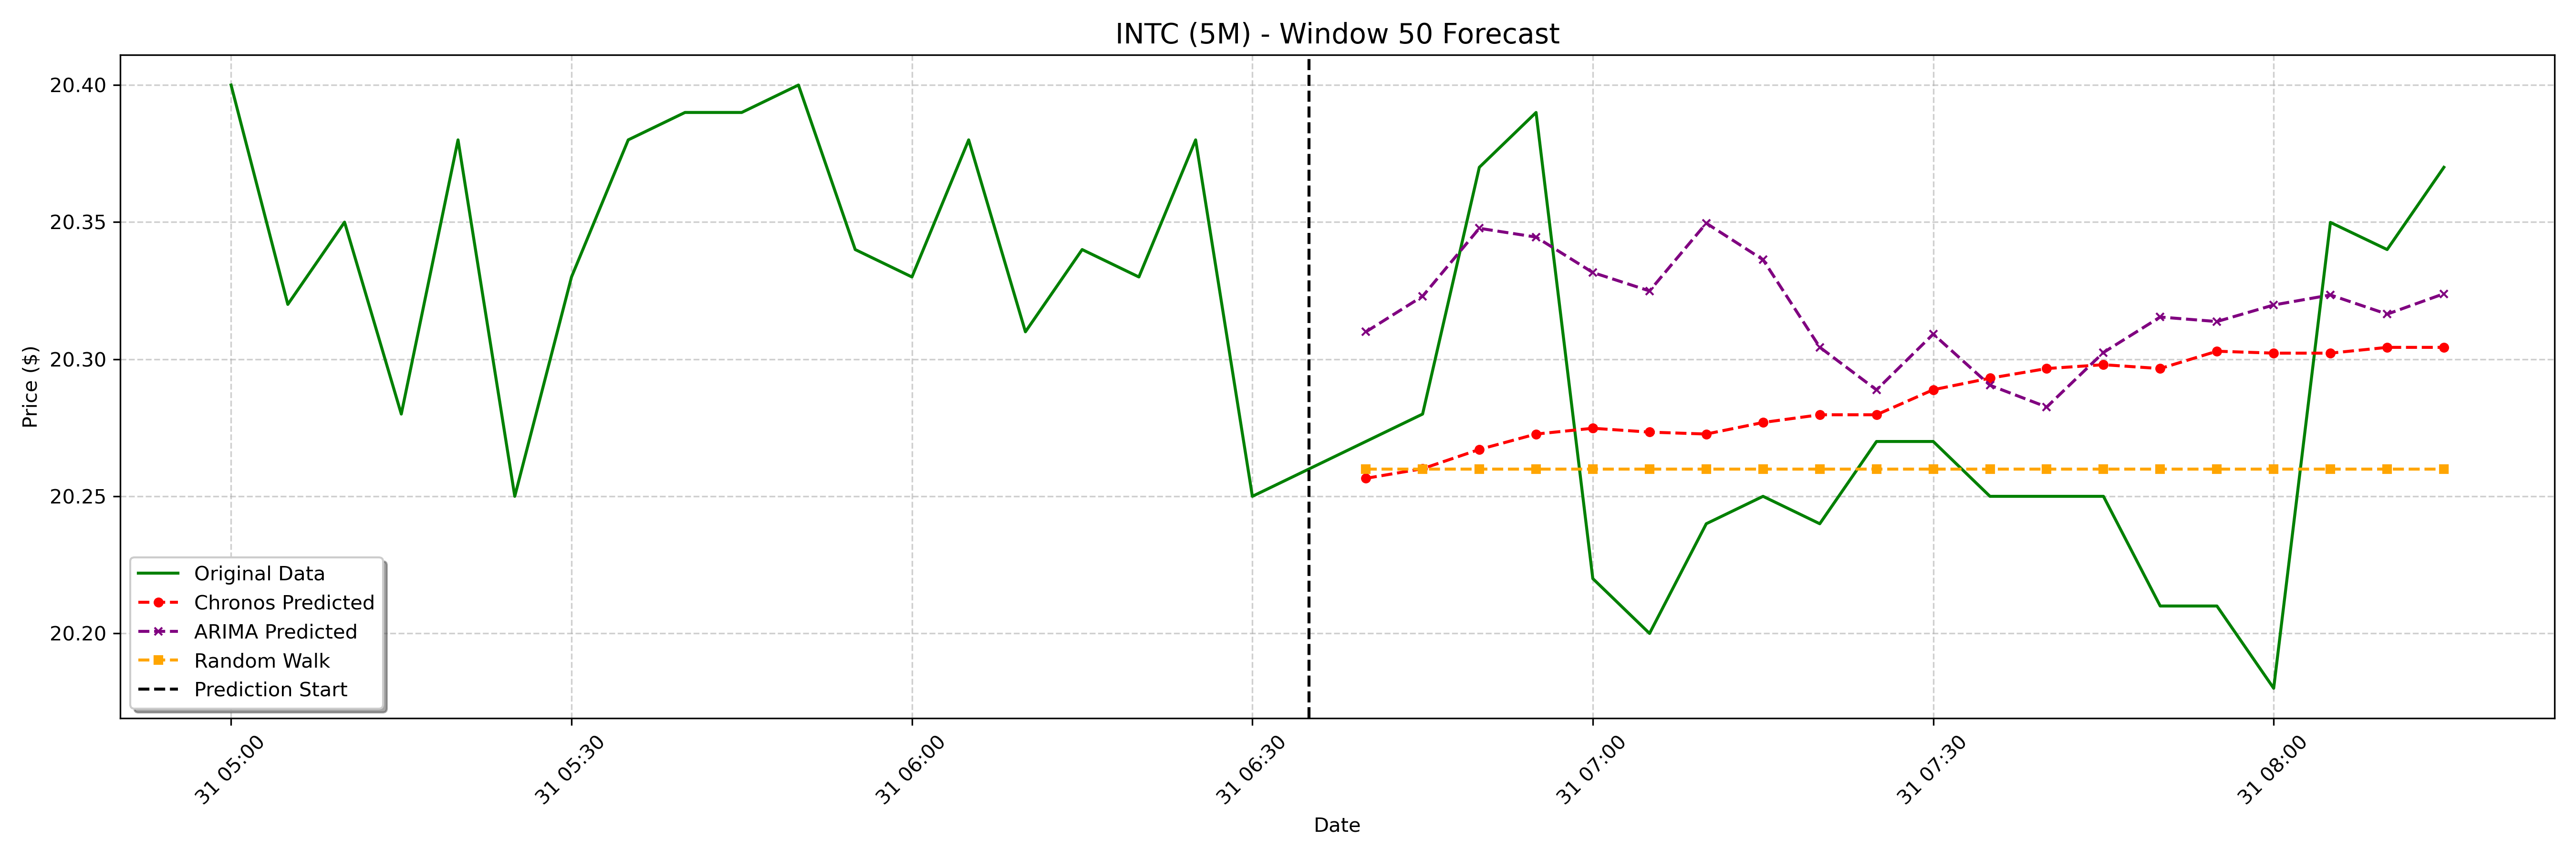 INTC (5M) - Window 50 Forecast
Price ($)
20.40
20.35
20.30
20.25
20.20
Original Data
Chronos Predicted
ARIMA Predicted
Random Walk
Prediction Start
31 05:00
31 05:30
31 06:00
31 06:30
31 07:00
31 07:30
31 08:00
Date